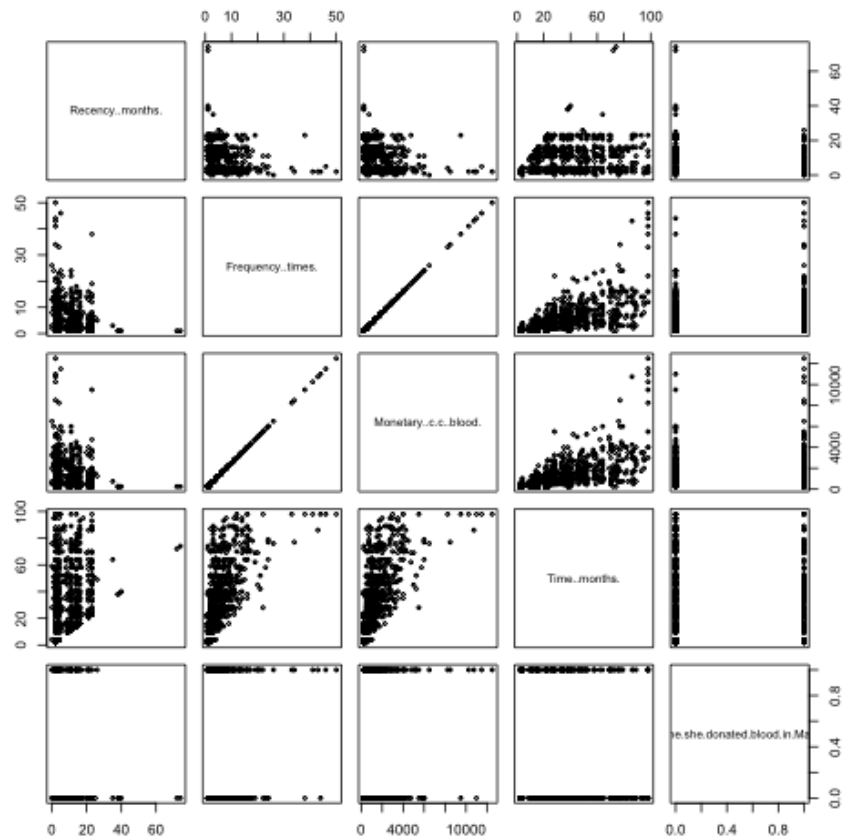 0 10 30 50 0 20 60 100
Recency..months.
0 20 40 60
Frequency..times.
0 10 30 50
Monetary..c.c..blood.
0 4000 10000
Time..months.
0 20 60 100
he.she.donated.blood.in.Ma
0.0 0.4 0.8
0 20 40 60 0 4000 10000 0.0 0.4 0.8